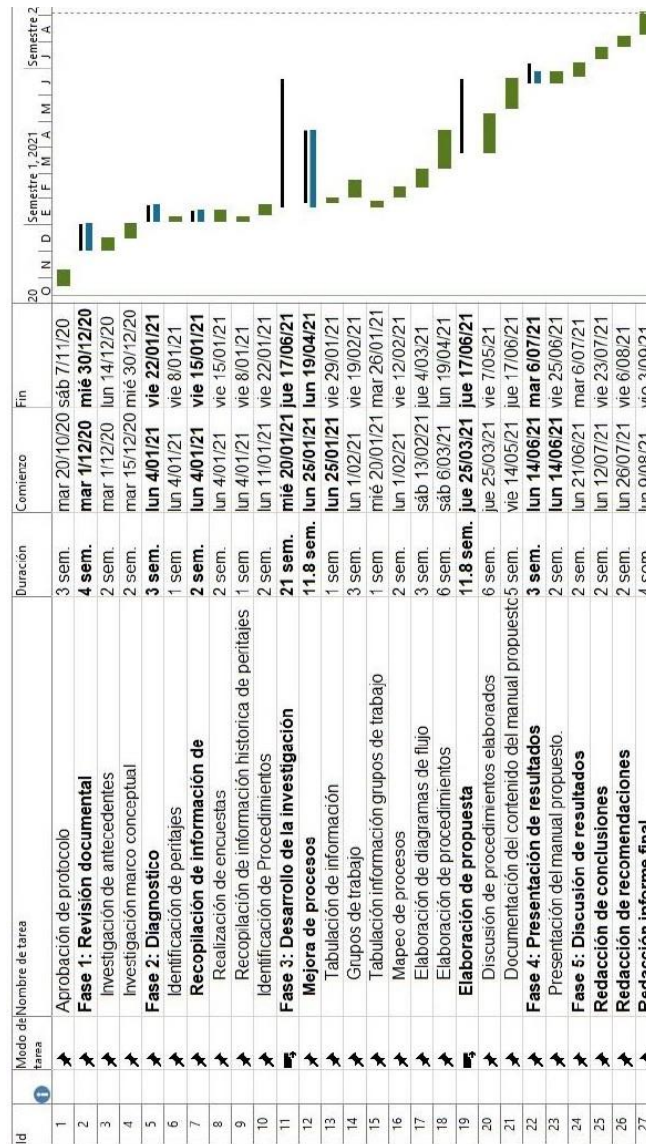 Id Modo de tarea Nombre de tarea Duración Comienzo Fin
20 Semestre 1, 2021 Semestre 2
O N D E F M A M J J A
1 Aprobación de protocolo 3 sem. mar 20/10/20 sáb 7/11/20
2 Fase 1: Revisión documental 4 sem. mar 1/12/20 mié 30/12/20
3 Investigación de antecedentes 2 sem. mar 1/12/20 lun 14/12/20
4 Investigación marco conceptual 2 sem. mar 15/12/20 mié 30/12/20
5 Fase 2: Diagnostico 3 sem. lun 4/01/21 vie 22/01/21
6 Identificación de peritajes 1 sem lun 4/01/21 vie 8/01/21
7 Recopilación de información de 2 sem. lun 4/01/21 vie 15/01/21
8 Realización de encuestas 2 sem. lun 4/01/21 vie 15/01/21
9 Recopilación de información historica de peritajes 1 sem lun 4/01/21 vie 8/01/21
10 Identificación de Procedimientos 2 sem. lun 11/01/21 vie 22/01/21
11 Fase 3: Desarrollo de la investigación 21 sem. mié 20/01/21 jue 17/06/21
12 Mejora de procesos 11.8 sem. lun 25/01/21 lun 19/04/21
13 Tabulación de información 1 sem lun 25/01/21 vie 29/01/21
14 Grupos de trabajo 3 sem. lun 1/02/21 vie 19/02/21
15 Tabulación información grupos de trabajo 1 sem mié 20/01/21 mar 26/01/21
16 Mapeo de procesos 2 sem. lun 1/02/21 vie 12/02/21
17 Elaboración de diagramas de flujo 3 sem. sáb 13/02/21 jue 4/03/21
18 Elaboración de procedimientos 6 sem. sáb 6/03/21 lun 19/04/21
19 Elaboración de propuesta 11.8 sem. jue 25/03/21 jue 17/06/21
20 Discusión de procedimientos elaborados 6 sem. jue 25/03/21 vie 7/05/21
21 Documentación del contenido del manual propuesto 5 sem. vie 14/05/21 jue 17/06/21
22 Fase 4: Presentación de resultados 3 sem. lun 14/06/21 mar 6/07/21
23 Presentación del manual propuesto. 2 sem. lun 14/06/21 vie 25/06/21
24 Fase 5: Discusión de resultados 2 sem. lun 21/06/21 mar 6/07/21
25 Redacción de conclusiones 2 sem. lun 12/07/21 vie 23/07/21
26 Redacción de recomendaciones 2 sem. lun 26/07/21 vie 6/08/21
27 Redacción informe final 4 sem. lun 9/08/21 vie 3/09/21